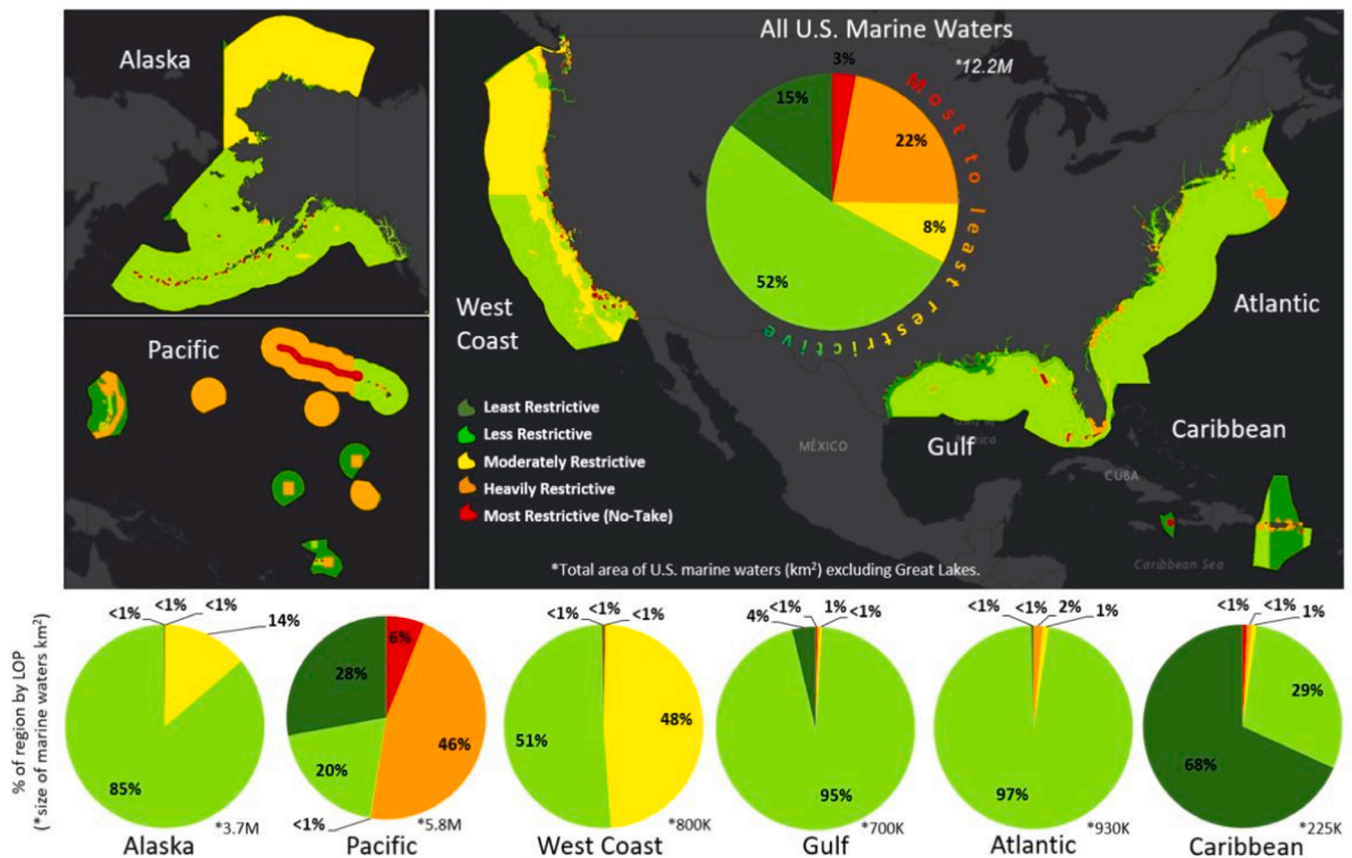 Alaska
All U.S. Marine Waters
*12.2M
3%
15%
22%
8%
52%
Most to least restrictive
West
Coast
Atlantic
Pacific
Least Restrictive
Less Restrictive
Moderately Restrictive
Heavily Restrictive
Most Restrictive (No-Take)
MÉXICO
Gulf
CUBA
Caribbean
Caribbean Sea
*Total area of U.S. marine waters (km²) excluding Great Lakes.
% of region by LOP
(*size of marine waters km²)
<1%
<1%
<1%
14%
85%
*3.7M
Alaska
6%
28%
46%
20%
<1%
*5.8M
Pacific
<1%
<1%
<1%
48%
51%
*800K
West Coast
4%
<1%
1%
<1%
95%
*700K
Gulf
<1%
<1%
2%
1%
97%
*930K
Atlantic
<1%
<1%
1%
29%
68%
*225K
Caribbean